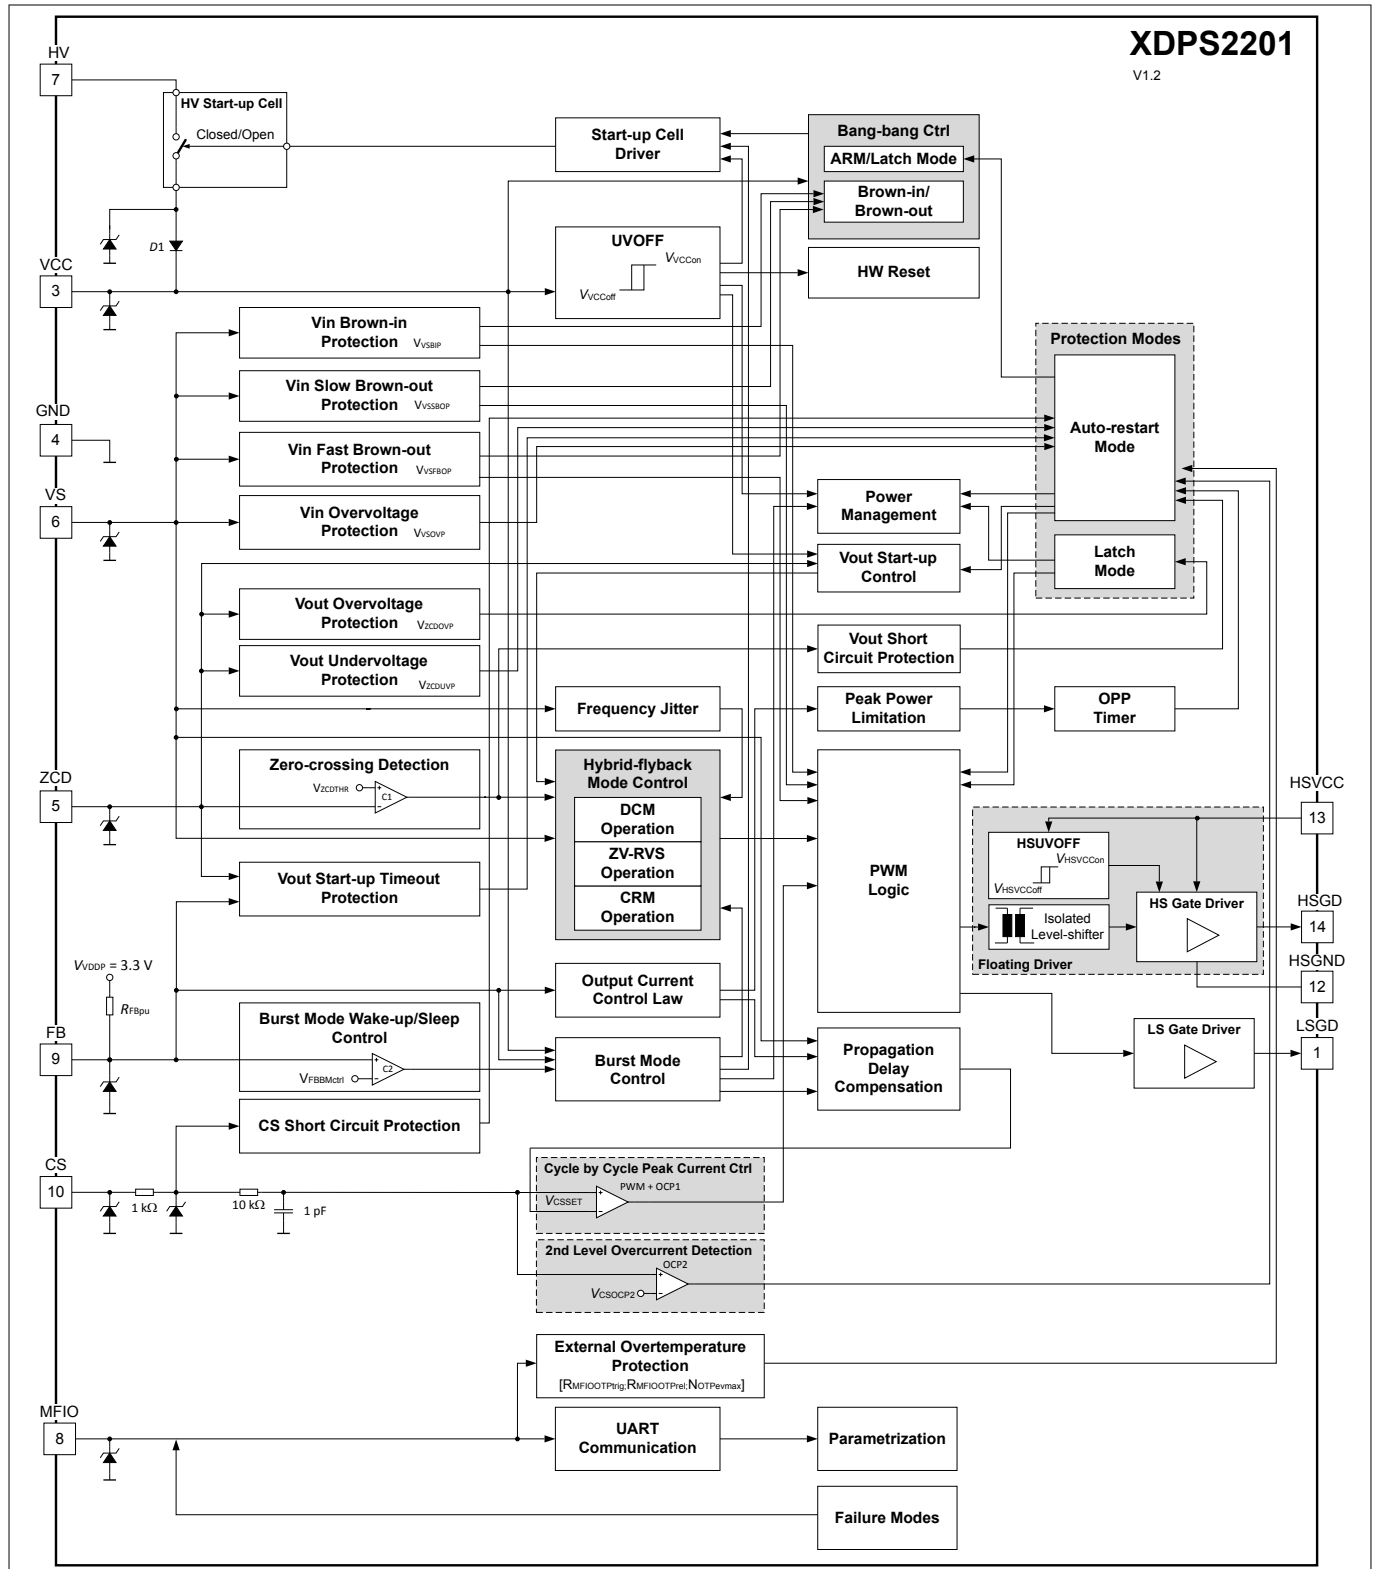 XDPS2201
V1.2
HV
7
HV Start-up Cell
Closed/Open
Start-up Cell
Driver
Bang-bang Ctrl
ARM/Latch Mode
Brown-in/
Brown-out
D1
UVOFF
VVCCon
VVCCoff
HW Reset
VCC
3
Vin Brown-in
Protection VVSBIP
Vin Slow Brown-out
Protection VVSSBOP
Vin Fast Brown-out
Protection VVSFBOP
Vin Overvoltage
Protection VVSOVP
GND
4
VS
6
Protection Modes
Auto-restart
Mode
Latch
Mode
Power
Management
Vout Start-up
Control
Vout Overvoltage
Protection VZCDOVP
Vout Undervoltage
Protection VZCDUVP
Vout Short
Circuit Protection
Frequency Jitter
Peak Power
Limitation
OPP
Timer
ZCD
5
Zero-crossing Detection
VZCDTHR
+
C1
−
Hybrid-flyback
Mode Control
DCM
Operation
ZV-RVS
Operation
CRM
Operation
PWM
Logic
HSVCC
13
HSUVOFF
VHSVCCon
VHSVCCoff
Isolated
Level-shifter
HS Gate Driver
Floating Driver
HSGD
14
HSGND
12
Vout Start-up Timeout
Protection
VVDDP = 3.3 V
RFBpu
FB
9
Output Current
Control Law
Burst Mode Wake-up/Sleep
Control
+
C2
−
VFBBMctrl
Burst Mode
Control
Propagation
Delay
Compensation
LS Gate Driver
LSGD
1
CS Short Circuit Protection
CS
10
1 kΩ
10 kΩ
1 pF
Cycle by Cycle Peak Current Ctrl
PWM + OCP1
+
VCSSET
−
2nd Level Overcurrent Detection
OCP2
+
VCSOCP2
−
External Overtemperature
Protection
[RMFIOOTPtrig;RMFIOOTPrel;NOTPevmax]
MFIO
8
UART
Communication
Parametrization
Failure Modes